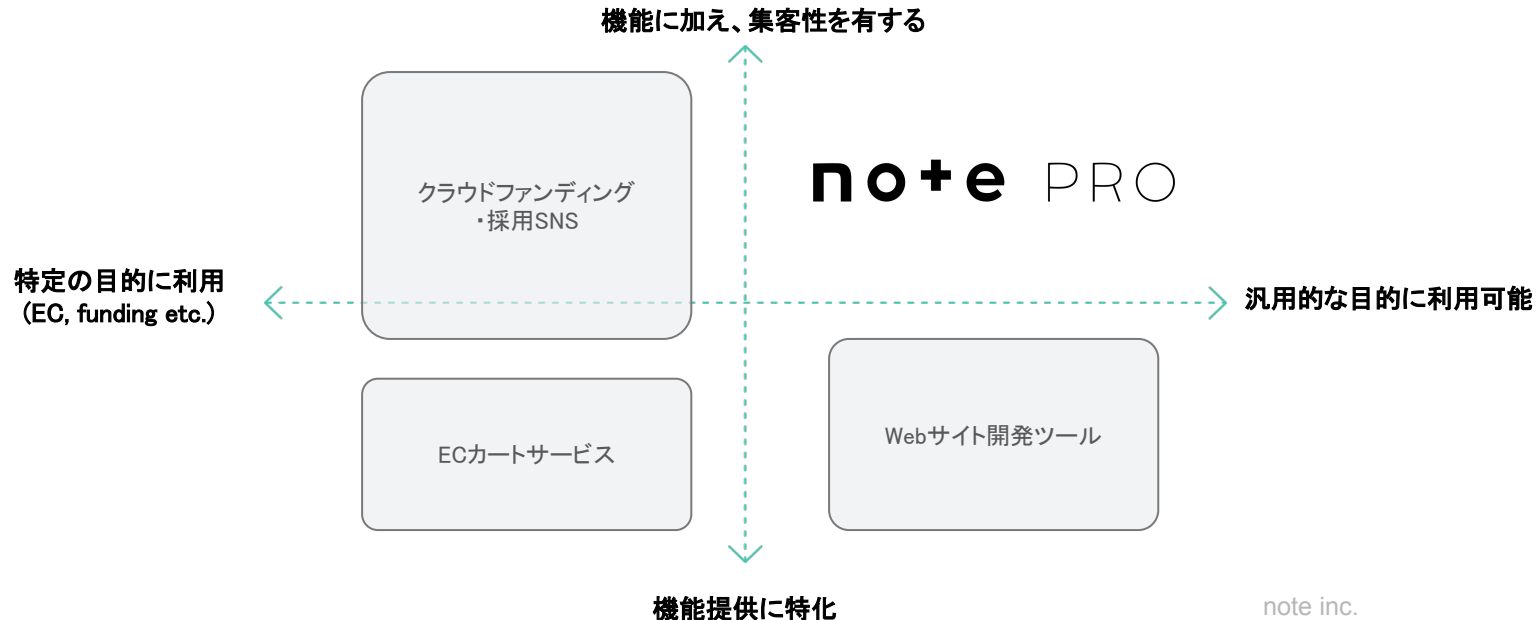 機能に加え、集客性を有する
クラウドファンディング
・採用SNS
note PRO
特定の目的に利用
(EC, funding etc.)
汎用的な目的に利用可能
ECカートサービス
Webサイト開発ツール
機能提供に特化
note inc.